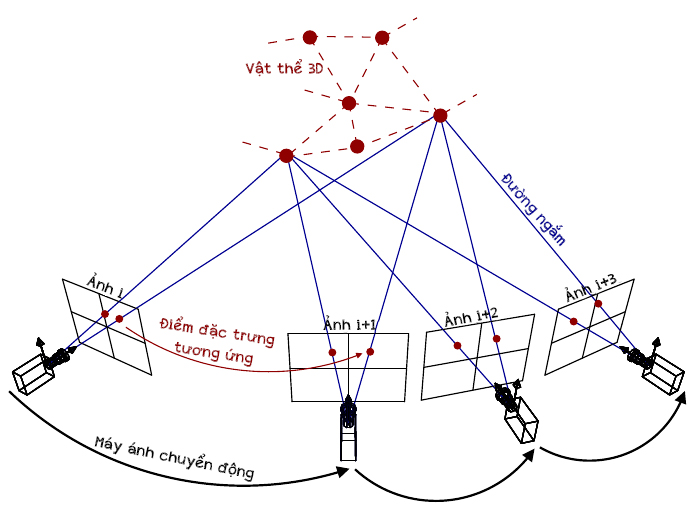 Vật thể 3D
Đường ngắm
Ảnh i
Ảnh i+1
Ảnh i+2
Ảnh i+3
Điểm đặc trưng
tương ứng
Máy ảnh chuyển động